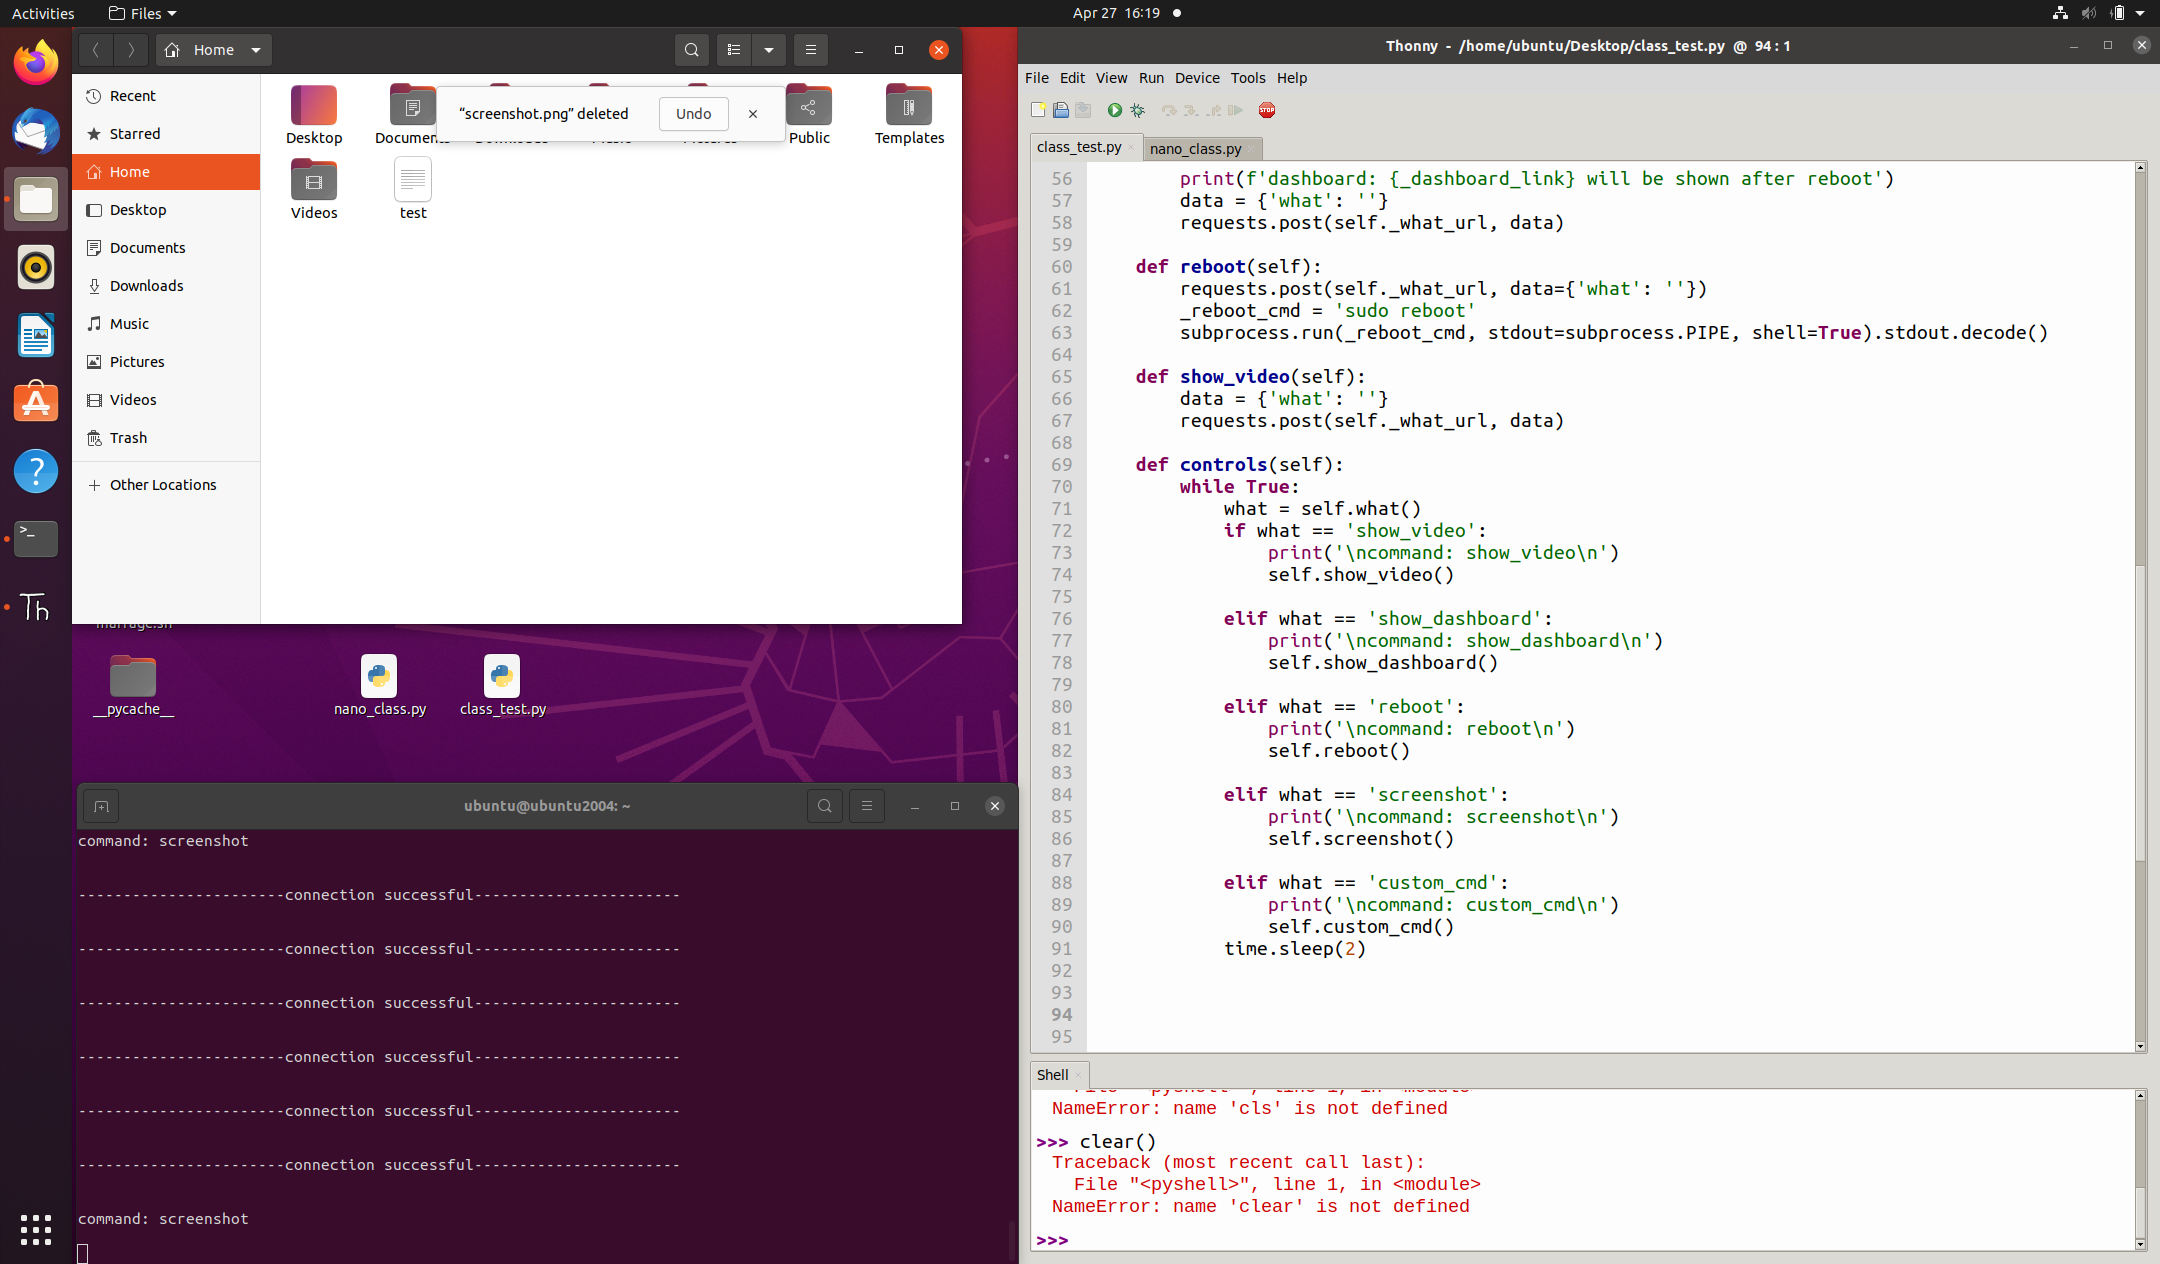 Activities
Files
Apr 27 16:19
Home
Recent
Starred
Home
Desktop
Documents
Downloads
Music
Pictures
Videos
Trash
Other Locations
“screenshot.png” deleted
Undo
Desktop
Public
Templates
Videos
test
__pycache__
nano_class.py
class_test.py
ubuntu@ubuntu2004: ~
command: screenshot
-----------------------connection successful-----------------------
-----------------------connection successful-----------------------
-----------------------connection successful-----------------------
-----------------------connection successful-----------------------
-----------------------connection successful-----------------------
-----------------------connection successful-----------------------
command: screenshot
Thonny - /home/ubuntu/Desktop/class_test.py @ 94:1
File Edit View Run Device Tools Help
STOP
class_test.py
nano_class.py
56 print(f'dashboard: {_dashboard_link} will be shown after reboot')
57 data = {'what': ''}
58 requests.post(self._what_url, data)
59
60 def reboot(self):
61 requests.post(self._what_url, data={'what': ''})
62 _reboot_cmd = 'sudo reboot'
63 subprocess.run(_reboot_cmd, stdout=subprocess.PIPE, shell=True).stdout.decode()
64
65 def show_video(self):
66 data = {'what': ''}
67 requests.post(self._what_url, data)
68
69 def controls(self):
70 while True:
71 what = self.what()
72 if what == 'show_video':
73 print('\ncommand: show_video\n')
74 self.show_video()
75
76 elif what == 'show_dashboard':
77 print('\ncommand: show_dashboard\n')
78 self.show_dashboard()
79
80 elif what == 'reboot':
81 print('\ncommand: reboot\n')
82 self.reboot()
83
84 elif what == 'screenshot':
85 print('\ncommand: screenshot\n')
86 self.screenshot()
87
88 elif what == 'custom_cmd':
89 print('\ncommand: custom_cmd\n')
90 self.custom_cmd()
91 time.sleep(2)
92
93
94
95
Shell
NameError: name 'cls' is not defined
>>> clear()
Traceback (most recent call last):
File "<pyshell>", line 1, in <module>
NameError: name 'clear' is not defined
>>>